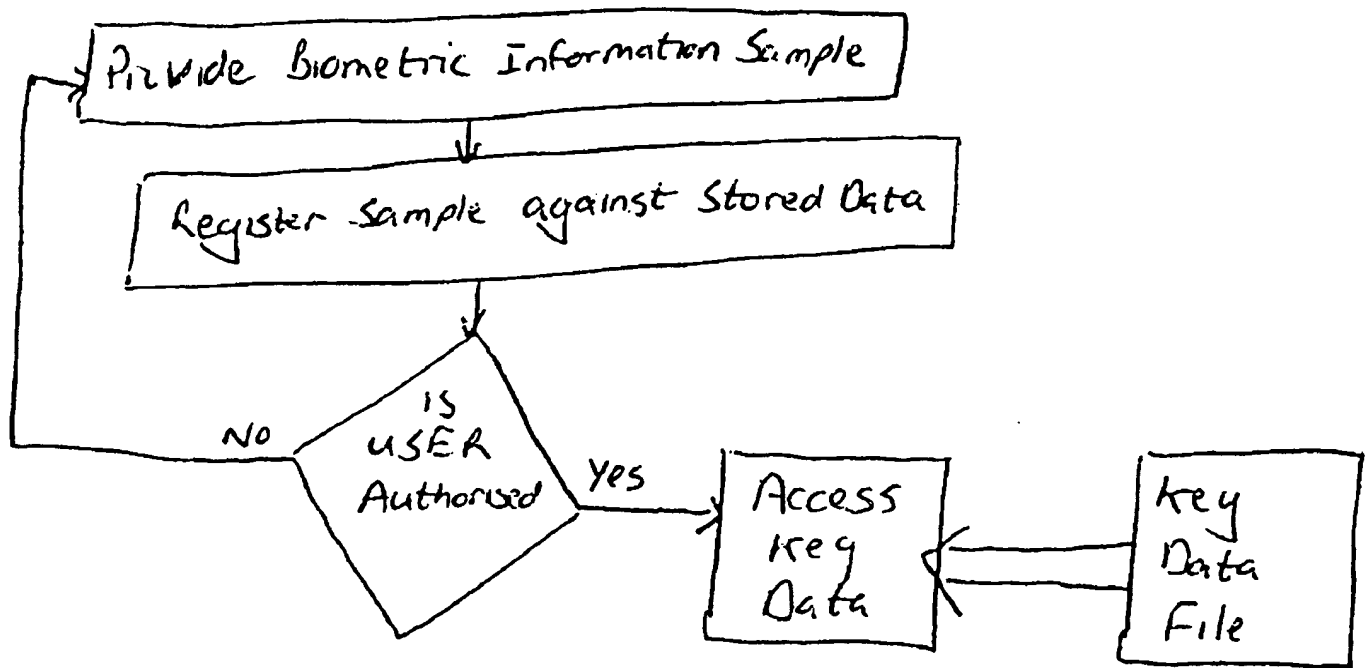 Provide Biometric Information Sample
Register Sample against Stored Data
is
USER
Authorised
No
Yes
Access
Key
Data
Key
Data
File